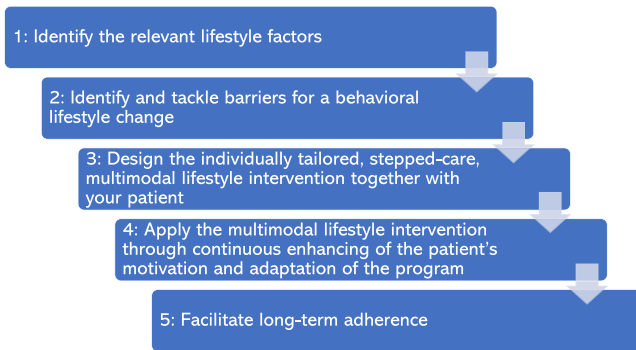 1: Identify the relevant lifestyle factors
2: Identify and tackle barriers for a behavioral
lifestyle change
3: Design the individually tailored, stepped-care,
multimodal lifestyle intervention together with
your patient
4: Apply the multimodal lifestyle intervention
through continuous enhancing of the patient’s
motivation and adaptation of the program
5: Facilitate long-term adherence